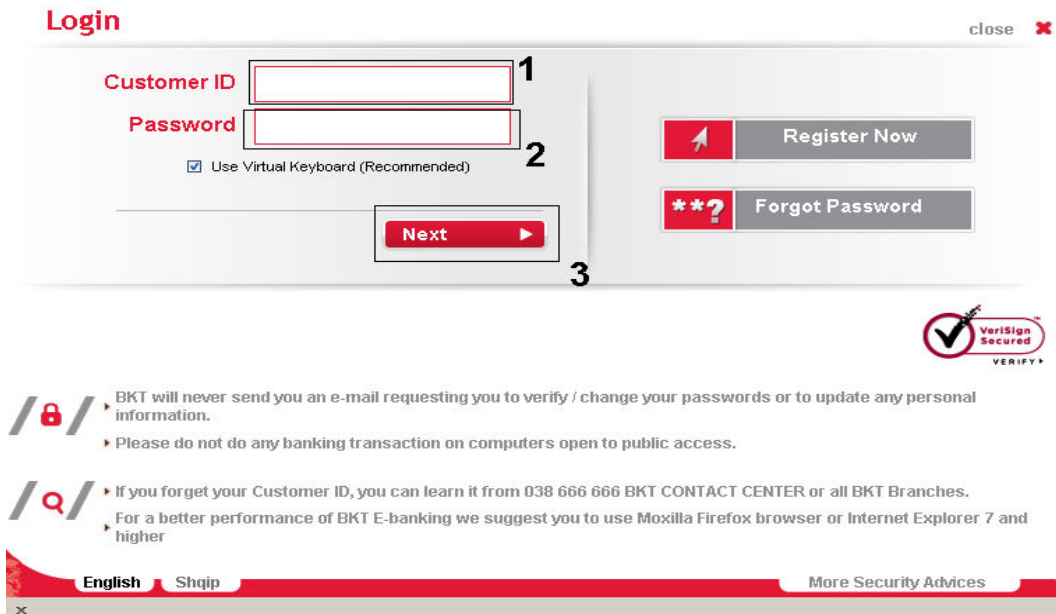 Login
close
Customer ID
1
Password
2
Use Virtual Keyboard (Recommended)
Next
3
Register Now
**?
Forgot Password
VeriSign
Secured
VERIFY
BKT will never send you an e-mail requesting you to verify / change your passwords or to update any personal
information.
Please do not do any banking transaction on computers open to public access.
If you forget your Customer ID, you can learn it from 038 666 666 BKT CONTACT CENTER or all BKT Branches.
For a better performance of BKT E-banking we suggest you to use Moxilla Firefox browser or Internet Explorer 7 and
higher
English
Shqip
More Security Advices